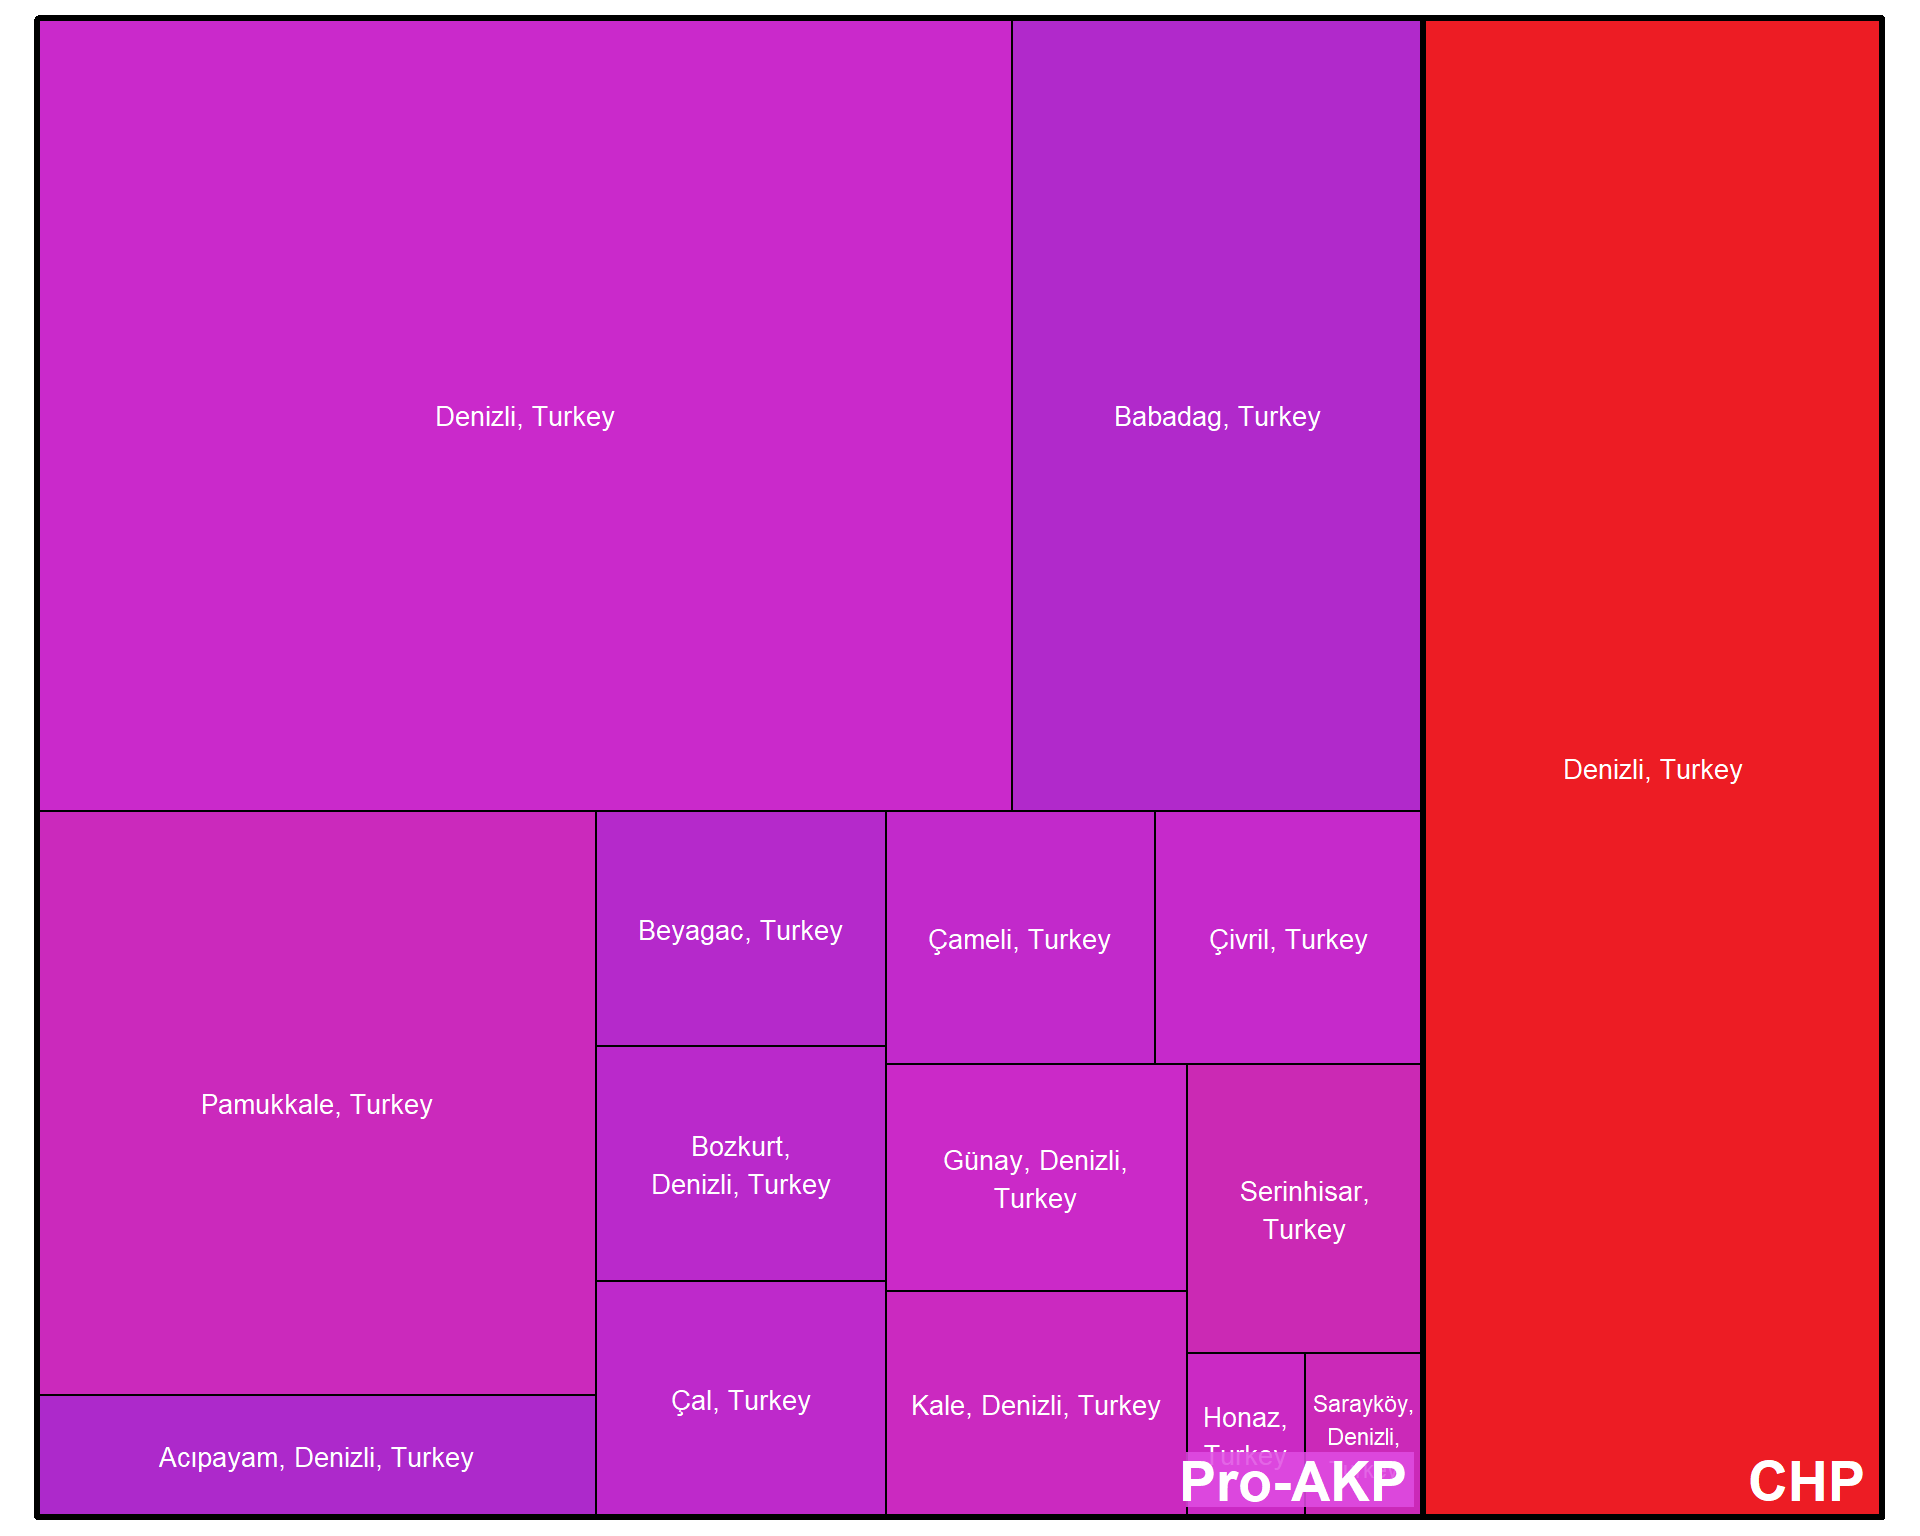 Denizli, Turkey
Babadag, Turkey
Denizli, Turkey
Pamukkale, Turkey
Beyagac, Turkey
Çameli, Turkey
Çivril, Turkey
Bozkurt,
Denizli, Turkey
Günay, Denizli,
Turkey
Serinhisar,
Turkey
Acıpayam, Denizli, Turkey
Çal, Turkey
Kale, Denizli, Turkey
Honaz,
Turkey
Sarayköy,
Denizli,
Pro-AKP
CHP